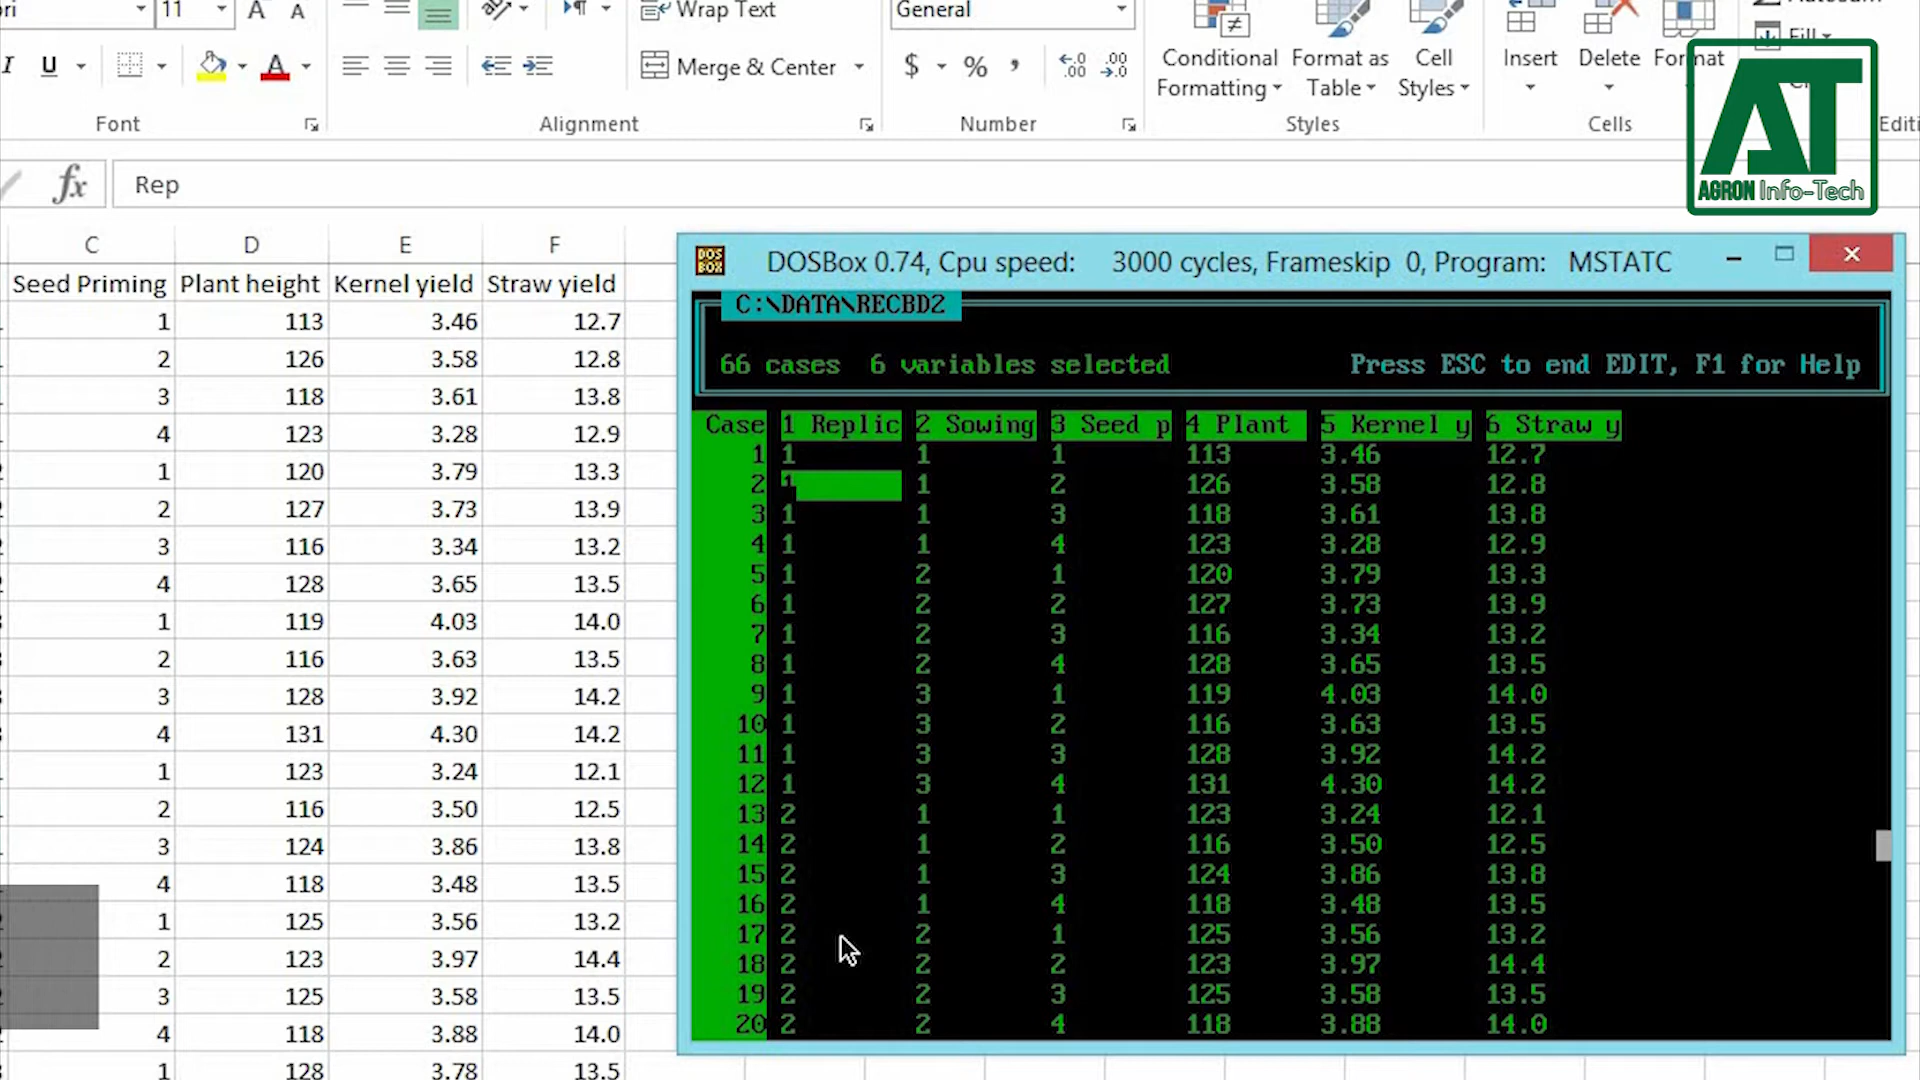 11 A A Wrap Text General
I U A Merge & Center $ % , .00 .00 Conditional Formatting Format as Table Cell Styles Insert Delete Format Fill
Font Alignment Number Styles Cells
AT
AGRON Info-Tech
fx Rep
C D E F
Seed Priming Plant height Kernel yield Straw yield
1 113 3.46 12.7
2 126 3.58 12.8
3 118 3.61 13.8
4 123 3.28 12.9
1 120 3.79 13.3
2 127 3.73 13.9
3 116 3.34 13.2
4 128 3.65 13.5
1 119 4.03 14.0
2 116 3.63 13.5
3 128 3.92 14.2
4 131 4.30 14.2
1 123 3.24 12.1
2 116 3.50 12.5
3 124 3.86 13.8
4 118 3.48 13.5
1 125 3.56 13.2
2 123 3.97 14.4
3 125 3.58 13.5
4 118 3.88 14.0
1 128 3.78 13.5
DOS BOX
DOSBox 0.74, Cpu speed: 3000 cycles, Frameskip 0, Program: MSTATC
C:\DATA\RECBD2
66 cases 6 variables selected Press ESC to end EDIT, F1 for Help
Case 1 Replic 2 Sowing 3 Seed p 4 Plant 5 Kernel y 6 Straw y
1 1 1 1 113 3.46 12.7
2 1 1 2 126 3.58 12.8
3 1 1 3 118 3.61 13.8
4 1 1 4 123 3.28 12.9
5 1 2 1 120 3.79 13.3
6 1 2 2 127 3.73 13.9
7 1 2 3 116 3.34 13.2
8 1 2 4 128 3.65 13.5
9 1 3 1 119 4.03 14.0
10 1 3 2 116 3.63 13.5
11 1 3 3 128 3.92 14.2
12 1 3 4 131 4.30 14.2
13 2 1 1 123 3.24 12.1
14 2 1 2 116 3.50 12.5
15 2 1 3 124 3.86 13.8
16 2 1 4 118 3.48 13.5
17 2 2 1 125 3.56 13.2
18 2 2 2 123 3.97 14.4
19 2 2 3 125 3.58 13.5
20 2 2 4 118 3.88 14.0